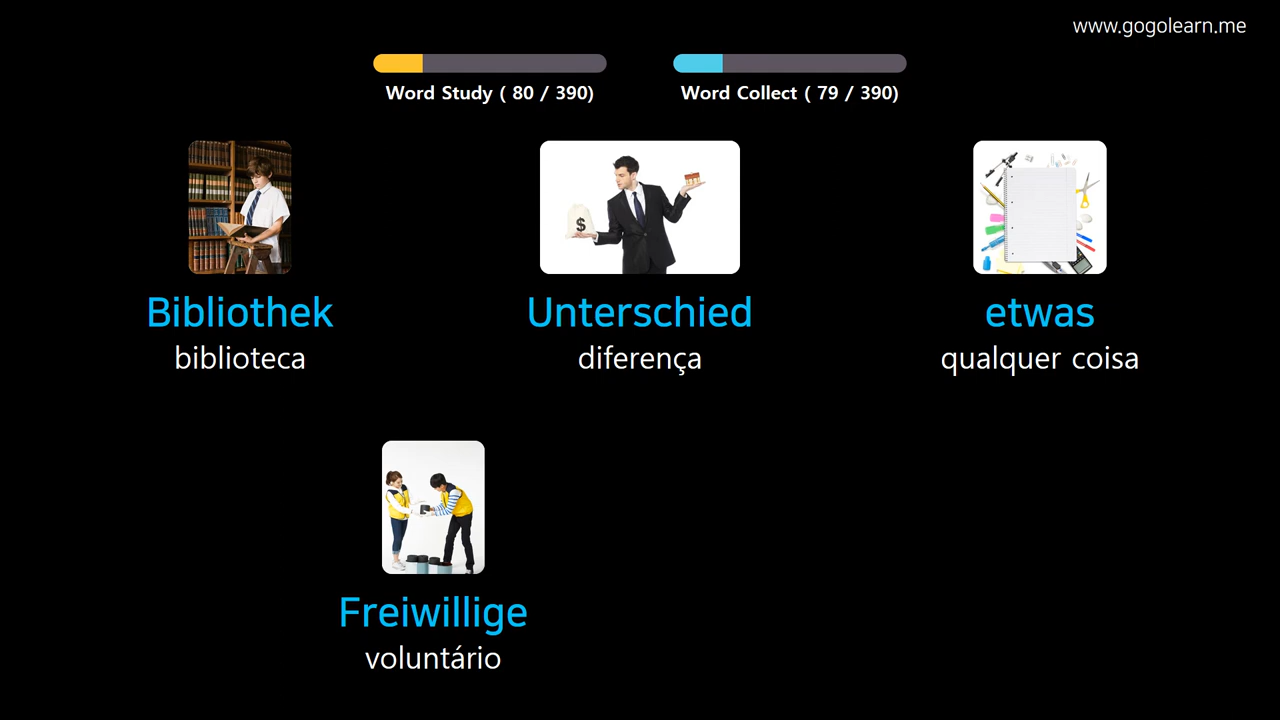 www.gogolearn.me
Word Study ( 80 / 390)
Word Collect ( 79 / 390)
Bibliothek
biblioteca
Unterschied
diferença
etwas
qualquer coisa
Freiwillige
voluntário